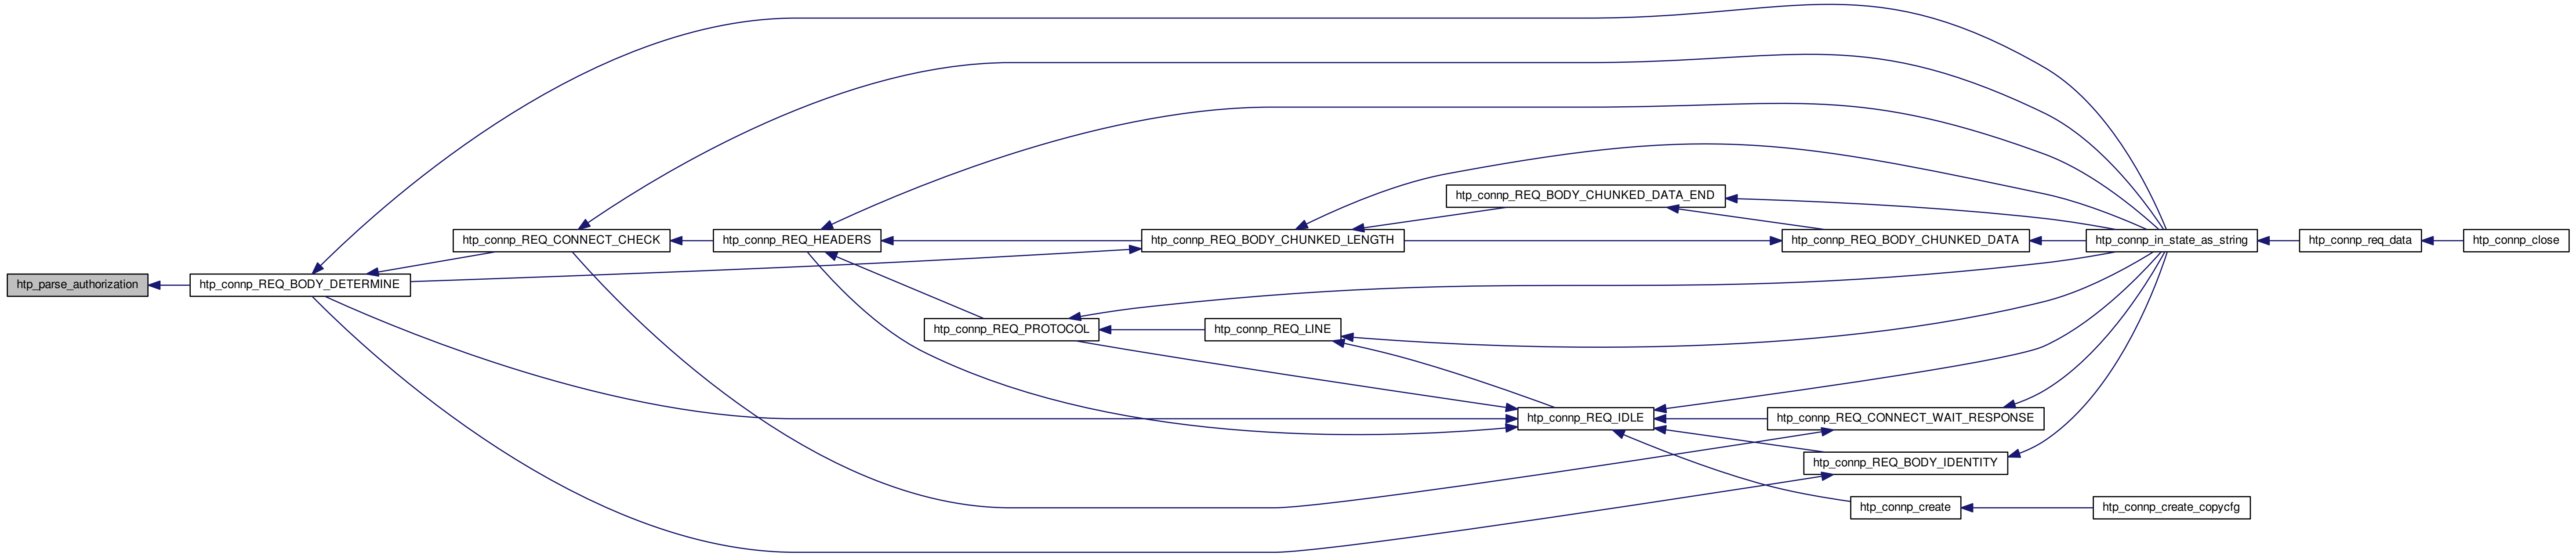 htp_connp_REQ_BODY_CHUNKED_DATA_END
htp_connp_REQ_CONNECT_CHECK
htp_connp_REQ_HEADERS
htp_connp_REQ_BODY_CHUNKED_LENGTH
htp_connp_REQ_BODY_CHUNKED_DATA
htp_connp_in_state_as_string
htp_connp_req_data
htp_connp_close
htp_parse_authorization
htp_connp_REQ_BODY_DETERMINE
htp_connp_REQ_PROTOCOL
htp_connp_REQ_LINE
htp_connp_REQ_IDLE
htp_connp_REQ_CONNECT_WAIT_RESPONSE
htp_connp_REQ_BODY_IDENTITY
htp_connp_create
htp_connp_create_copycfg